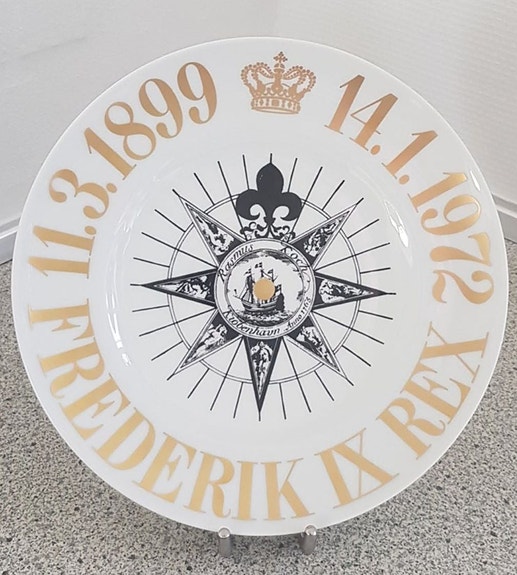 11.3.1899
14.1.1972
FREDERIK IX REX
Rasmus Koch
København Anno